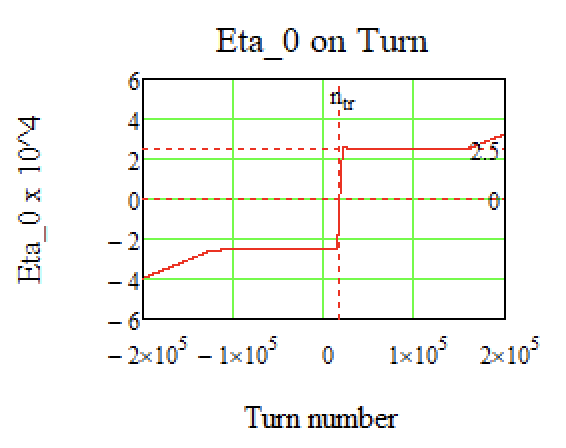 Eta_0 on Turn
Eta_0 x 10^4
6
4
2
0
− 2
− 4
− 6
n_tr
2.5
0
− 2×10^5 − 1×10^5 0 1×10^5 2×10^5
Turn number